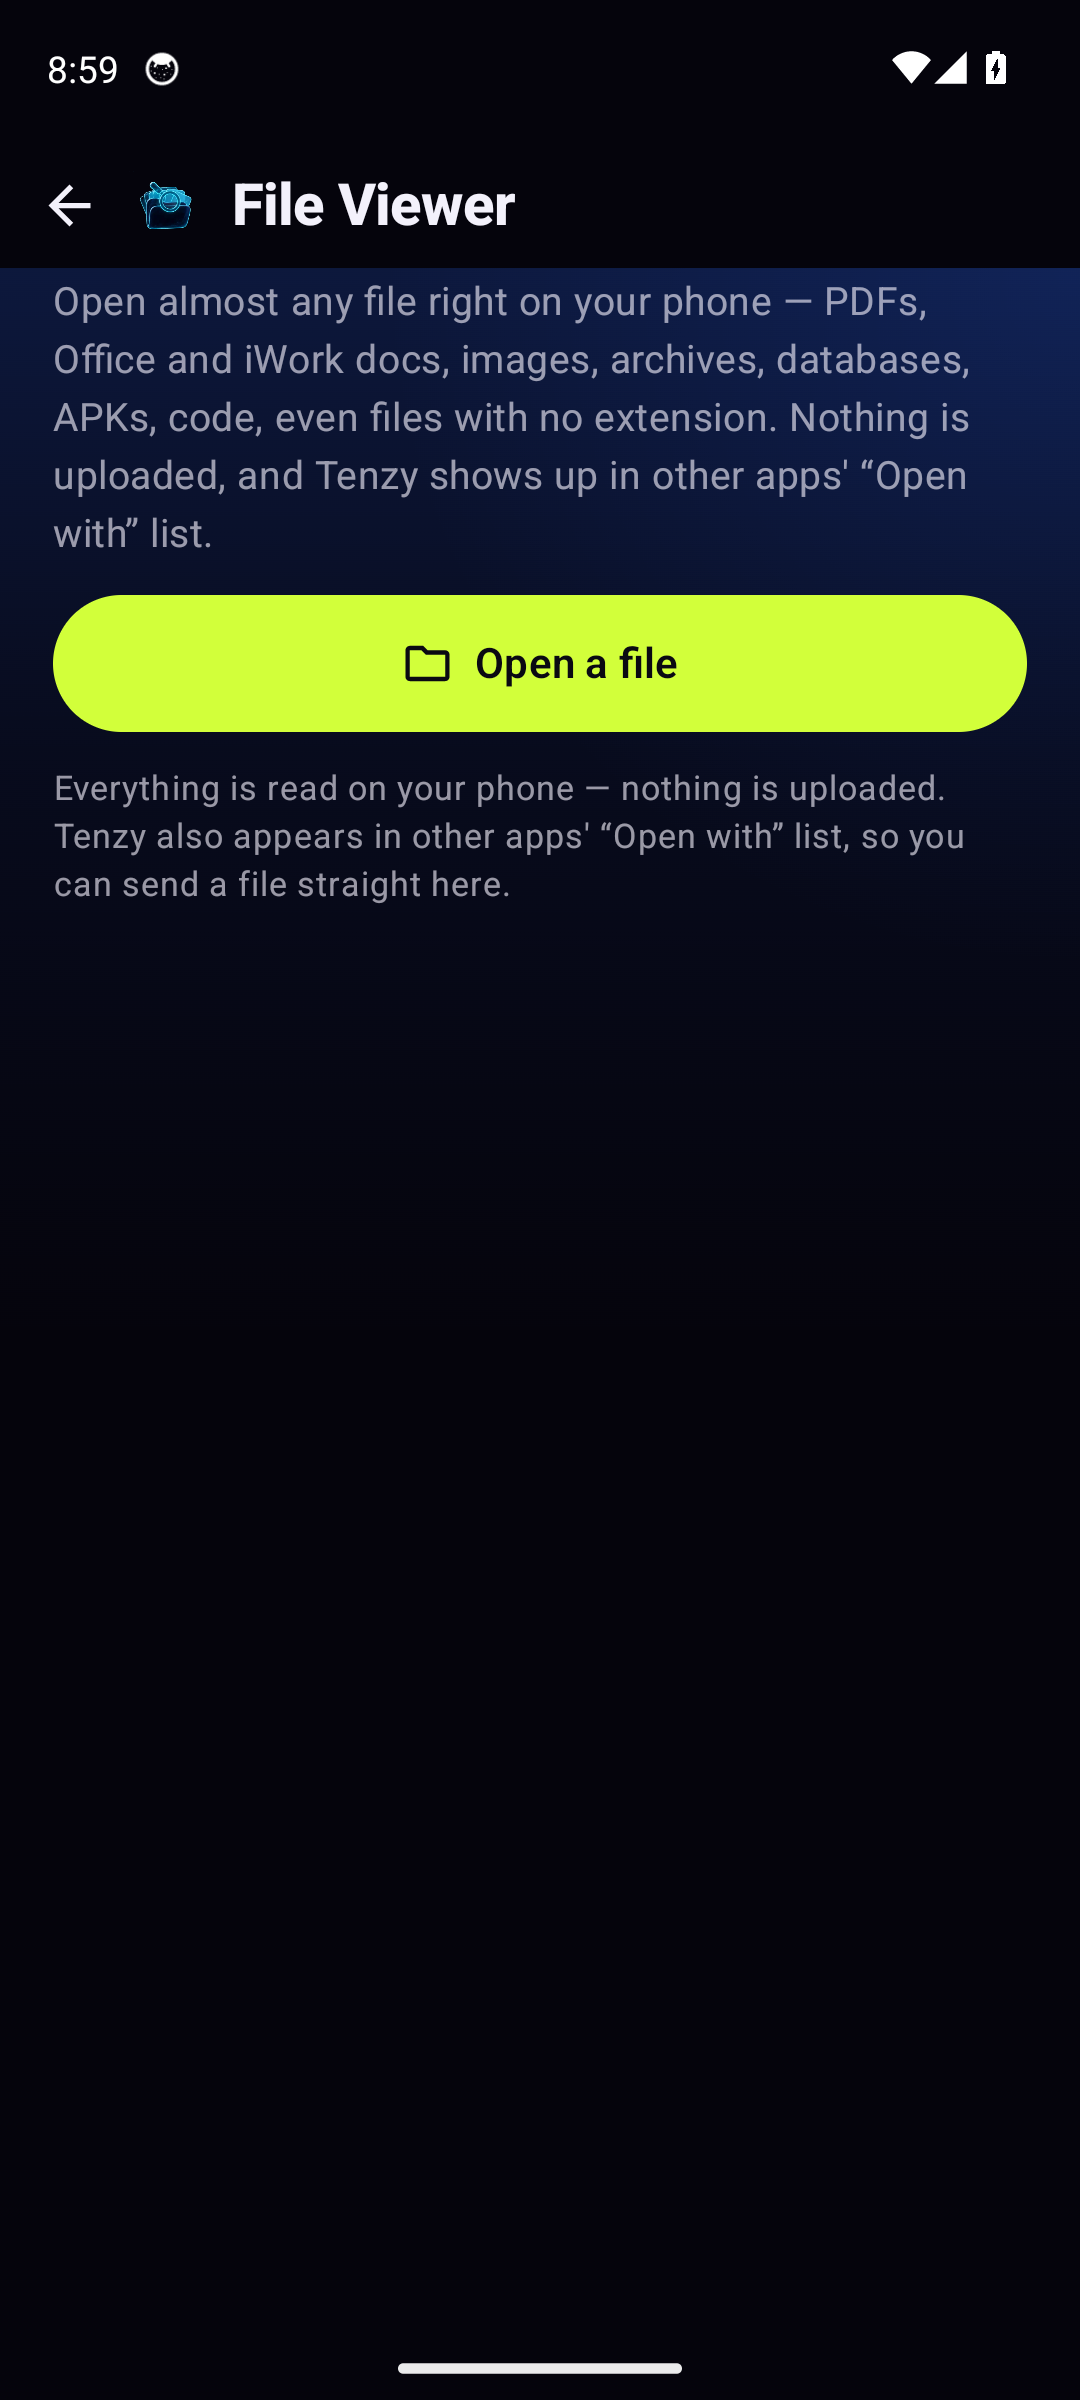 8:59
File Viewer
Open almost any file right on your phone — PDFs,
Office and iWork docs, images, archives, databases,
APKs, code, even files with no extension. Nothing is
uploaded, and Tenzy shows up in other apps' “Open
with” list.
Open a file
Everything is read on your phone — nothing is uploaded.
Tenzy also appears in other apps' “Open with” list, so you
can send a file straight here.